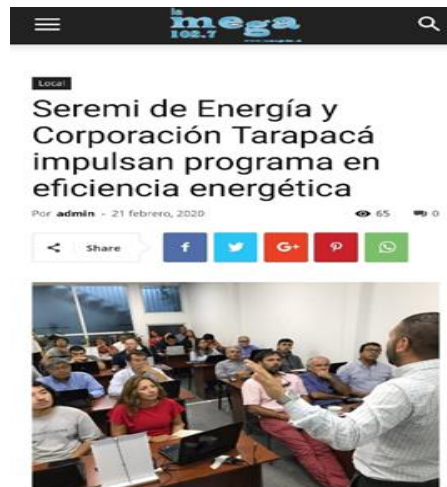 la
mega
102.7
Local
Seremi de Energía y
Corporación Tarapacá
impulsan programa en
eficiencia energética
Por admin - 21 febrero, 2020 65 0
Share